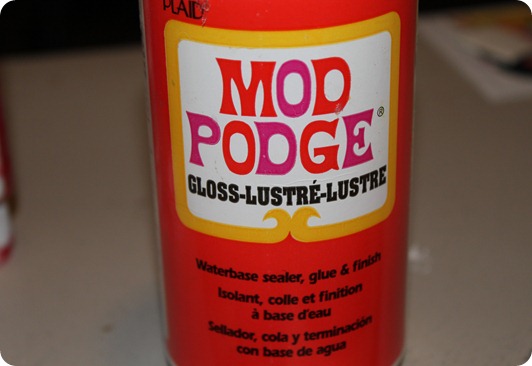 PLAID
MOD
PODGE®
GLOSS-LUSTRÉ-LUSTRE
Waterbase sealer, glue & finish
Isolant, colle et finition
à base d'eau
Sellador, cola y terminación
con base de agua